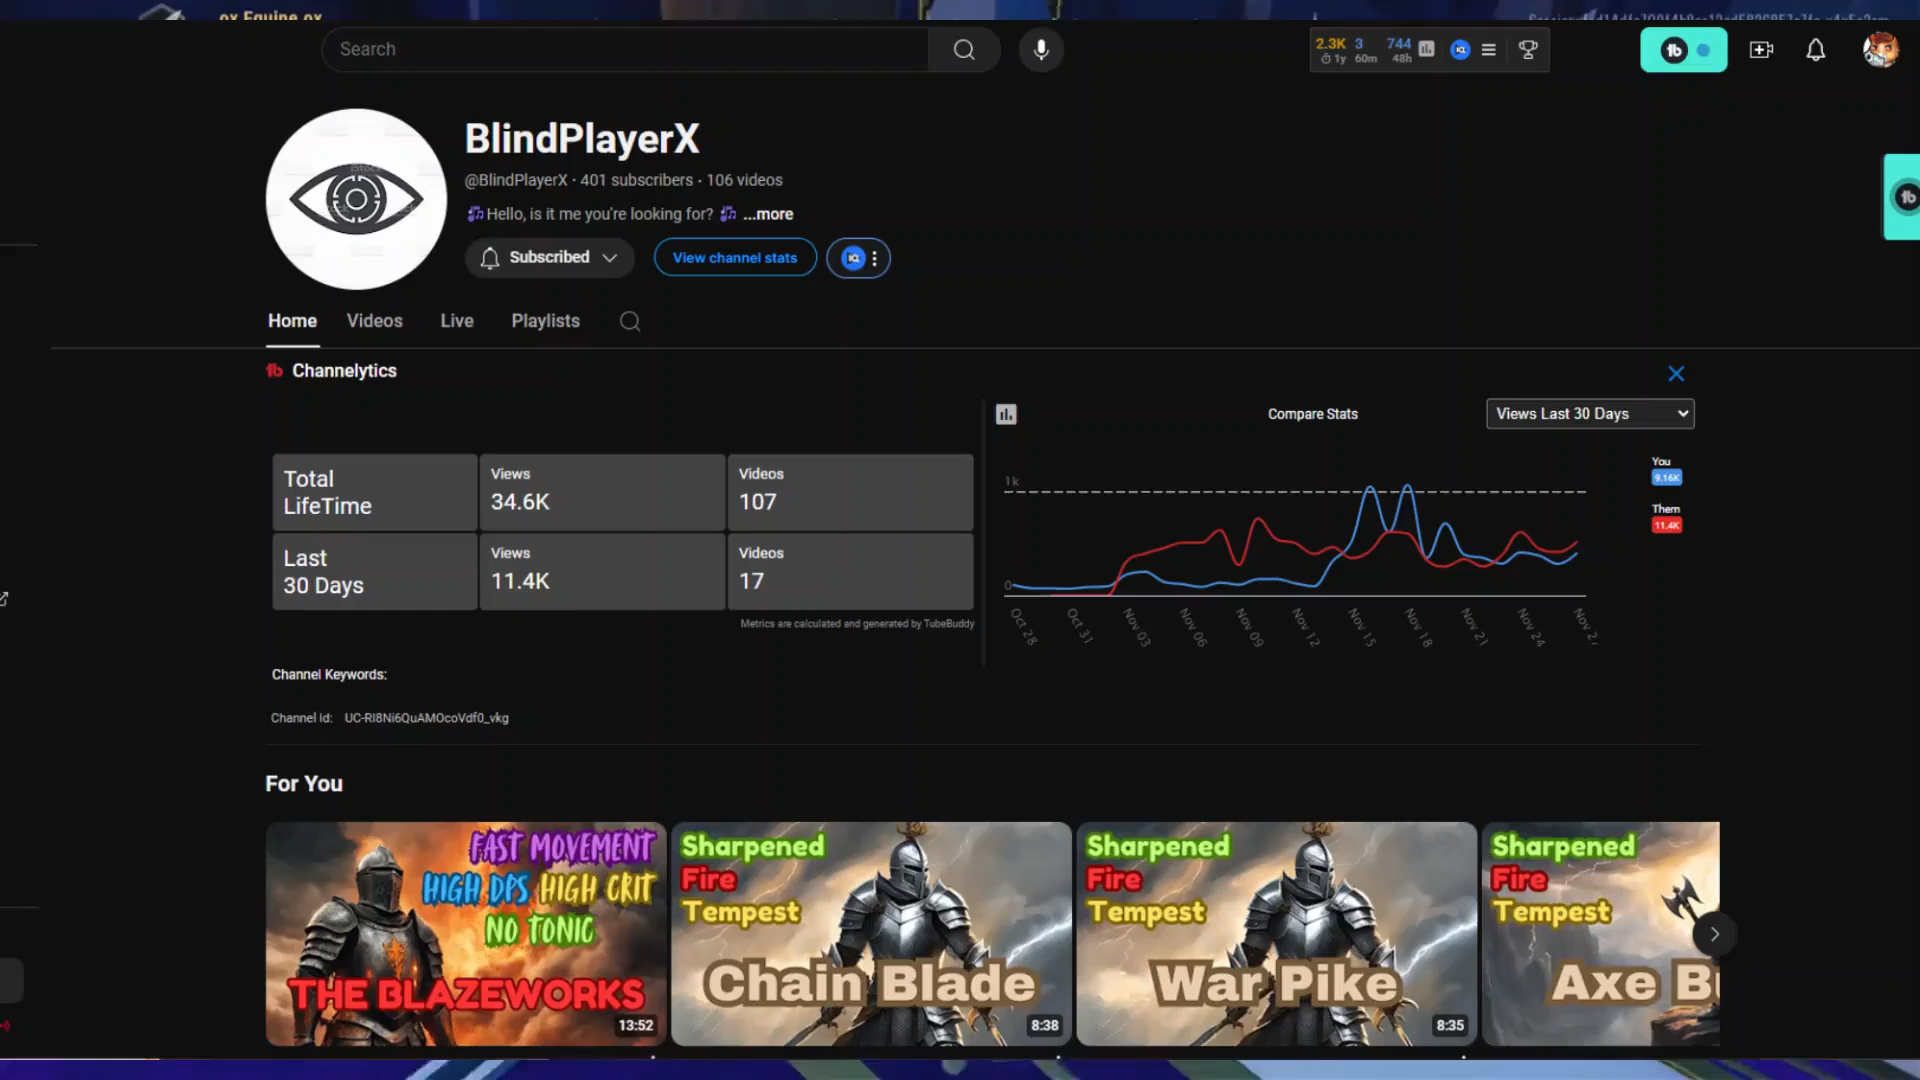 ox Equine ox
Search
2.3K 3 744
1y 60m 48h
BlindPlayerX
@BlindPlayerX · 401 subscribers · 106 videos
Hello, is it me you're looking for? ...more
Subscribed
View channel stats
Home Videos Live Playlists
Channelytics
Compare Stats
Views Last 30 Days
Total LifeTime
Views
34.6K
Videos
107
Last 30 Days
Views
11.4K
Videos
17
Metrics are calculated and generated by TubeBuddy
1k
0
Oct 28 Oct 31 Nov 03 Nov 06 Nov 09 Nov 12 Nov 15 Nov 18 Nov 21 Nov 24
You
9.16K
Them
11.4K
Channel Keywords:
Channel Id: UC-RI8Ni6QuAMOcoVdf0_vkg
For You
FAST MOVEMENT
HIGH DPS HIGH CRIT
NO TONIC
THE BLAZEWORKS
13:52
Sharpened
Fire
Tempest
Chain Blade
8:38
Sharpened
Fire
Tempest
War Pike
8:35
Sharpened
Fire
Tempest
Axe